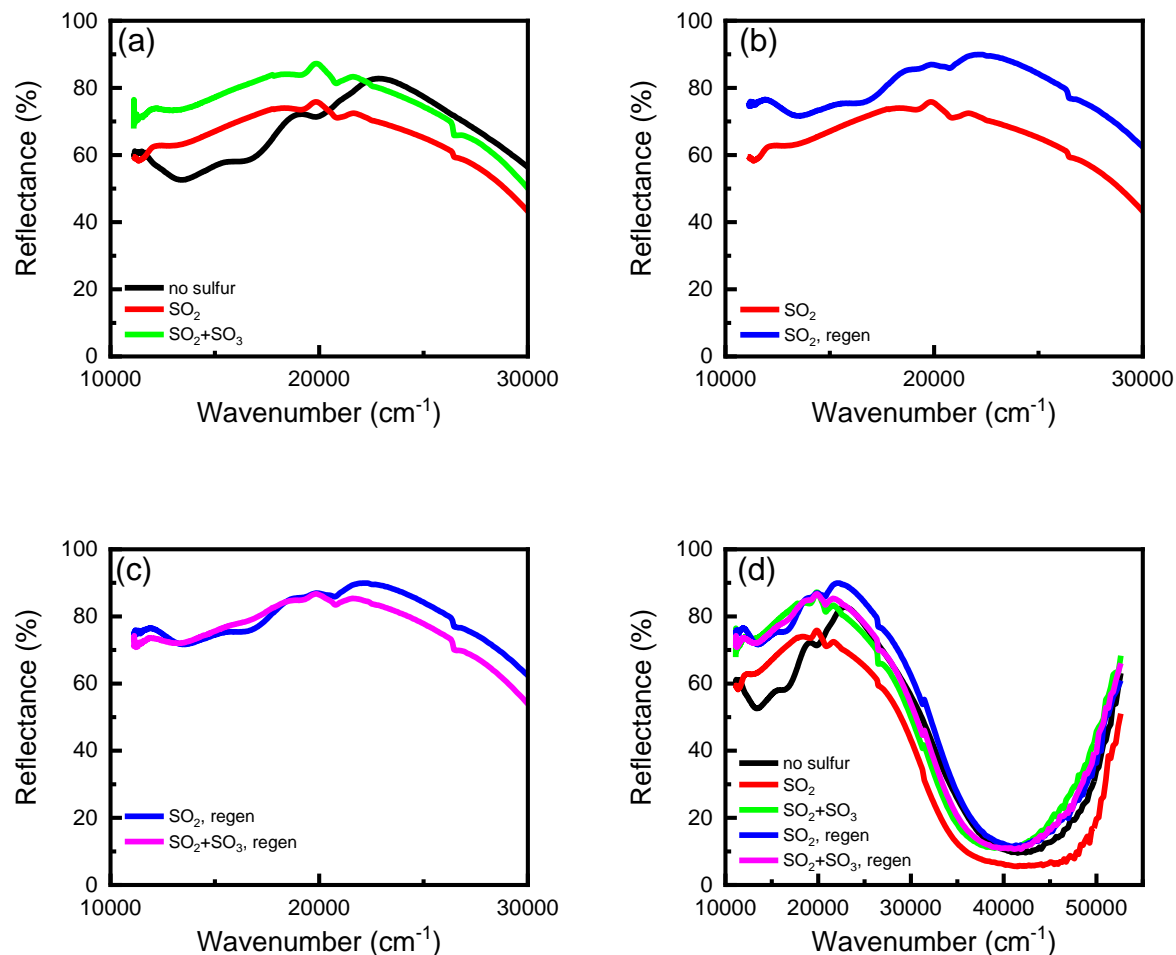 (a)
100
80
60
40
20
0
Reflectance (%)
no sulfur
SO₂
SO₂+SO₃
10000 20000 30000
Wavenumber (cm⁻¹)
(b)
100
80
60
40
20
0
Reflectance (%)
SO₂
SO₂, regen
10000 20000 30000
Wavenumber (cm⁻¹)
(c)
100
80
60
40
20
0
Reflectance (%)
SO₂, regen
SO₂+SO₃, regen
10000 20000 30000
Wavenumber (cm⁻¹)
(d)
100
80
60
40
20
0
Reflectance (%)
no sulfur
SO₂
SO₂+SO₃
SO₂, regen
SO₂+SO₃, regen
10000 20000 30000 40000 50000
Wavenumber (cm⁻¹)